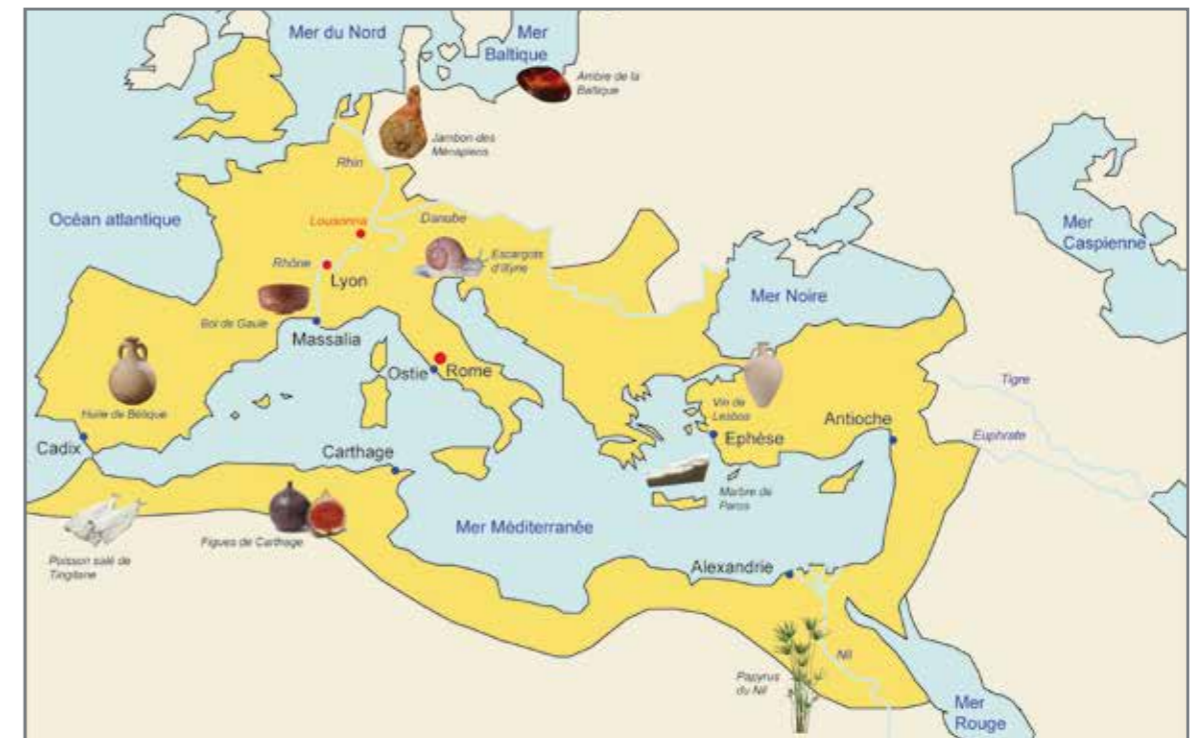 Mer du Nord
Mer
Baltique
Ambre de la
Baltique
Jambon des
Ménapiens
Rhin
Océan atlantique
Lousonna
Danube
Mer
Caspienne
Escargots
d'Illyrie
Rhône
Lyon
Mer Noire
Bol de Gaule
Massalia
Ostie
Rome
Tigre
Huile de Bétique
Vin de
Lesbos
Antioche
Cadix
Ephèse
Euphrate
Carthage
Marbre de
Paros
Mer Méditerranée
Figues de Carthage
Poisson salé de
Tingitane
Alexandrie
Nil
Papyrus
du Nil
Mer
Rouge